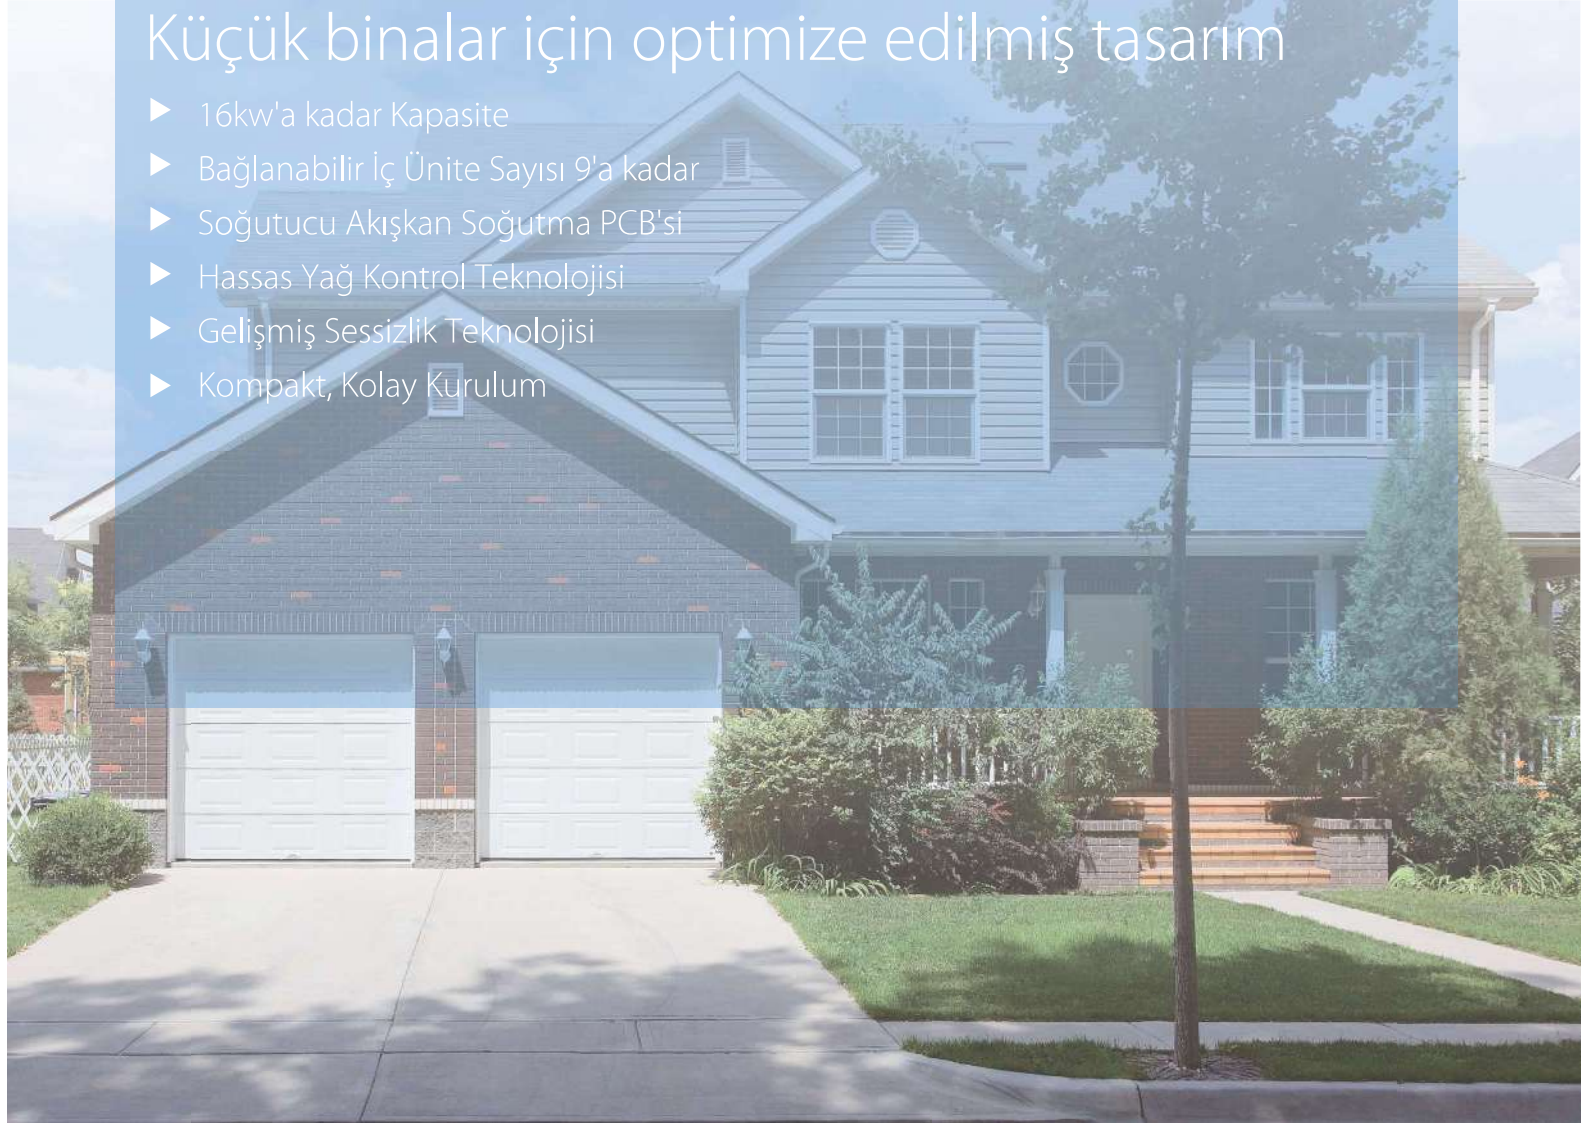 Küçük binalar için optimize edilmiş tasarım
16kw'a kadar Kapasite
Bağlanabilir İç Ünite Sayısı 9'a kadar
Soğutucu Akışkan Soğutma PCB'si
Hassas Yağ Kontrol Teknolojisi
Gelişmiş Sessizlik Teknolojisi
Kompakt, Kolay Kurulum